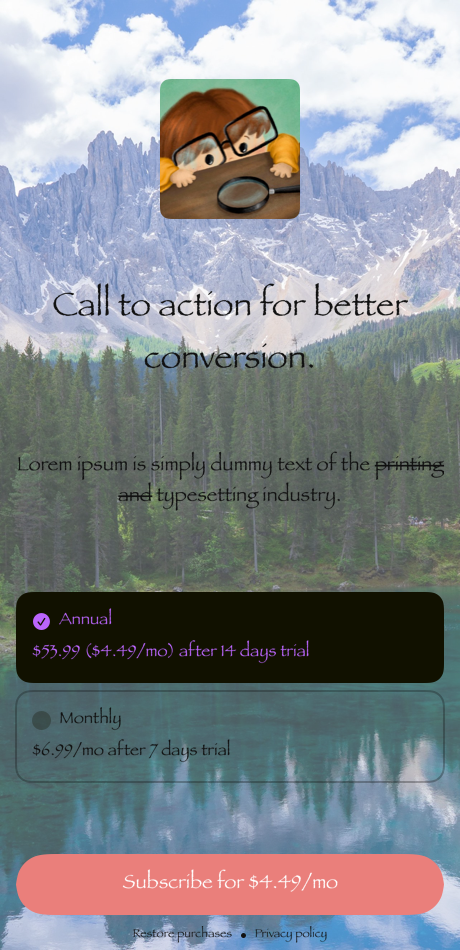 Call to action for better
conversion.
Lorem ipsum is simply dummy text of the printing
and typesetting industry.
Annual
$53.99 ($4.49/mo) after 14 days trial
Monthly
$6.99/mo after 7 days trial
Subscribe for $4.49/mo
Restore purchases • Privacy policy